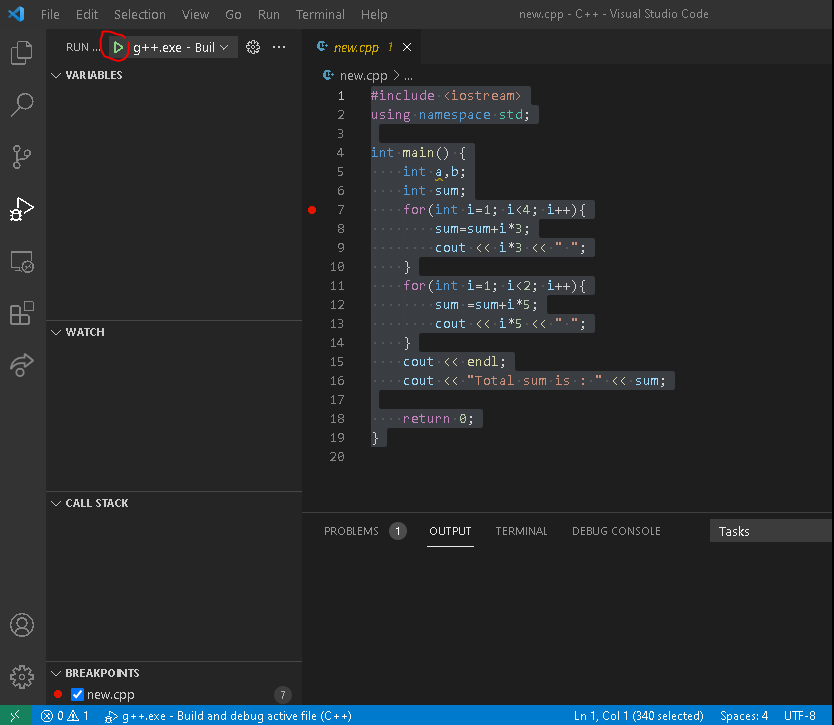 File Edit Selection View Go Run Terminal Help new.cpp - C++ - Visual Studio Code
RUN ... g++.exe - Buil ...
VARIABLES
WATCH
CALL STACK
BREAKPOINTS
new.cpp 7
new.cpp 1
new.cpp > ...
1 #include <iostream>
2 using namespace std;
3
4 int main() {
5 int a,b;
6 int sum;
7 for(int i=1; i<4; i++){
8 sum=sum+i*3;
9 cout << i*3 << " ";
10 }
11 for(int i=1; i<2; i++){
12 sum =sum+i*5;
13 cout << i*5 << " ";
14 }
15 cout << endl;
16 cout << "Total sum is : " << sum;
17
18 return 0;
19 }
20
PROBLEMS 1 OUTPUT TERMINAL DEBUG CONSOLE Tasks
0 1 g++.exe - Build and debug active file (C++) Ln 1, Col 1 (340 selected) Spaces: 4 UTF-8